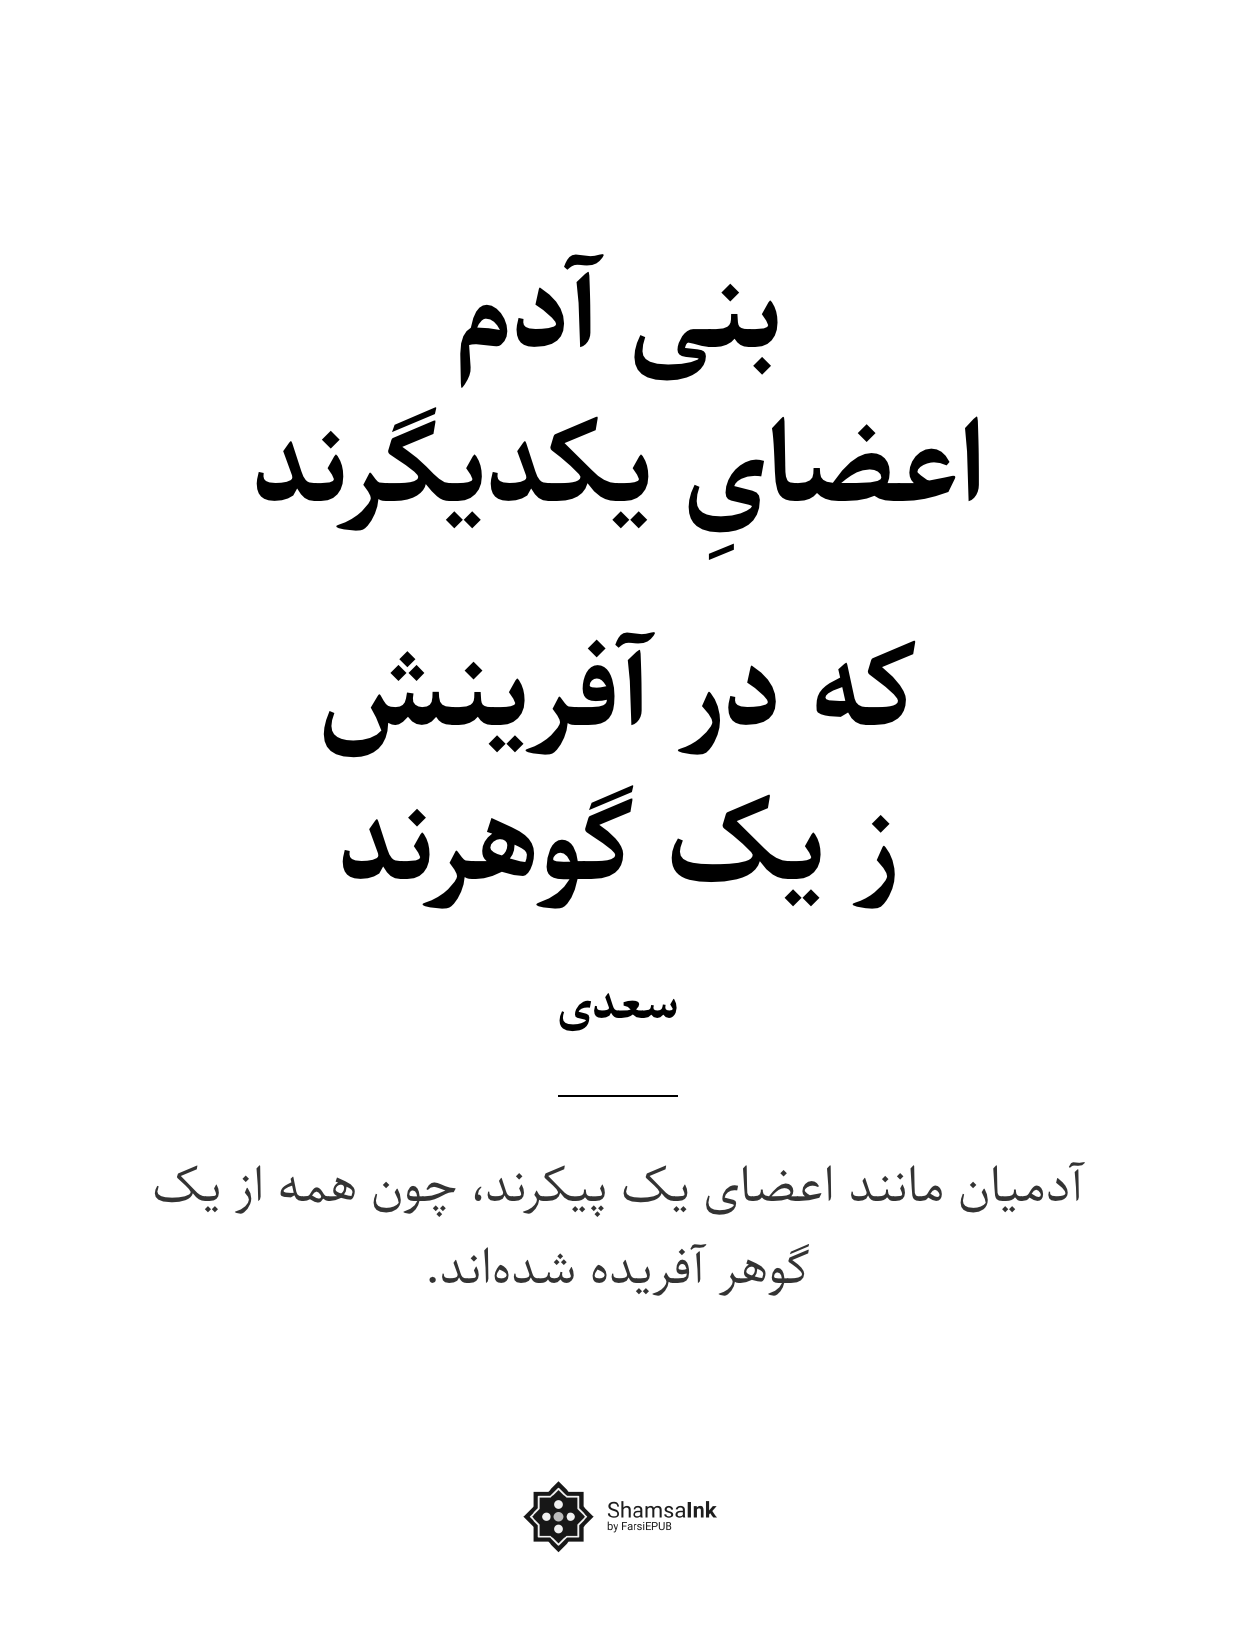 بنی آدم
اعضایِ یکدیگرند
که در آفرینش
ز یک گوهرند
سعدی
آدمیان مانند اعضای یک پیکرند، چون همه از یک
گوهر آفریده شده‌اند.
ShamsaInk
by FarsiEPUB